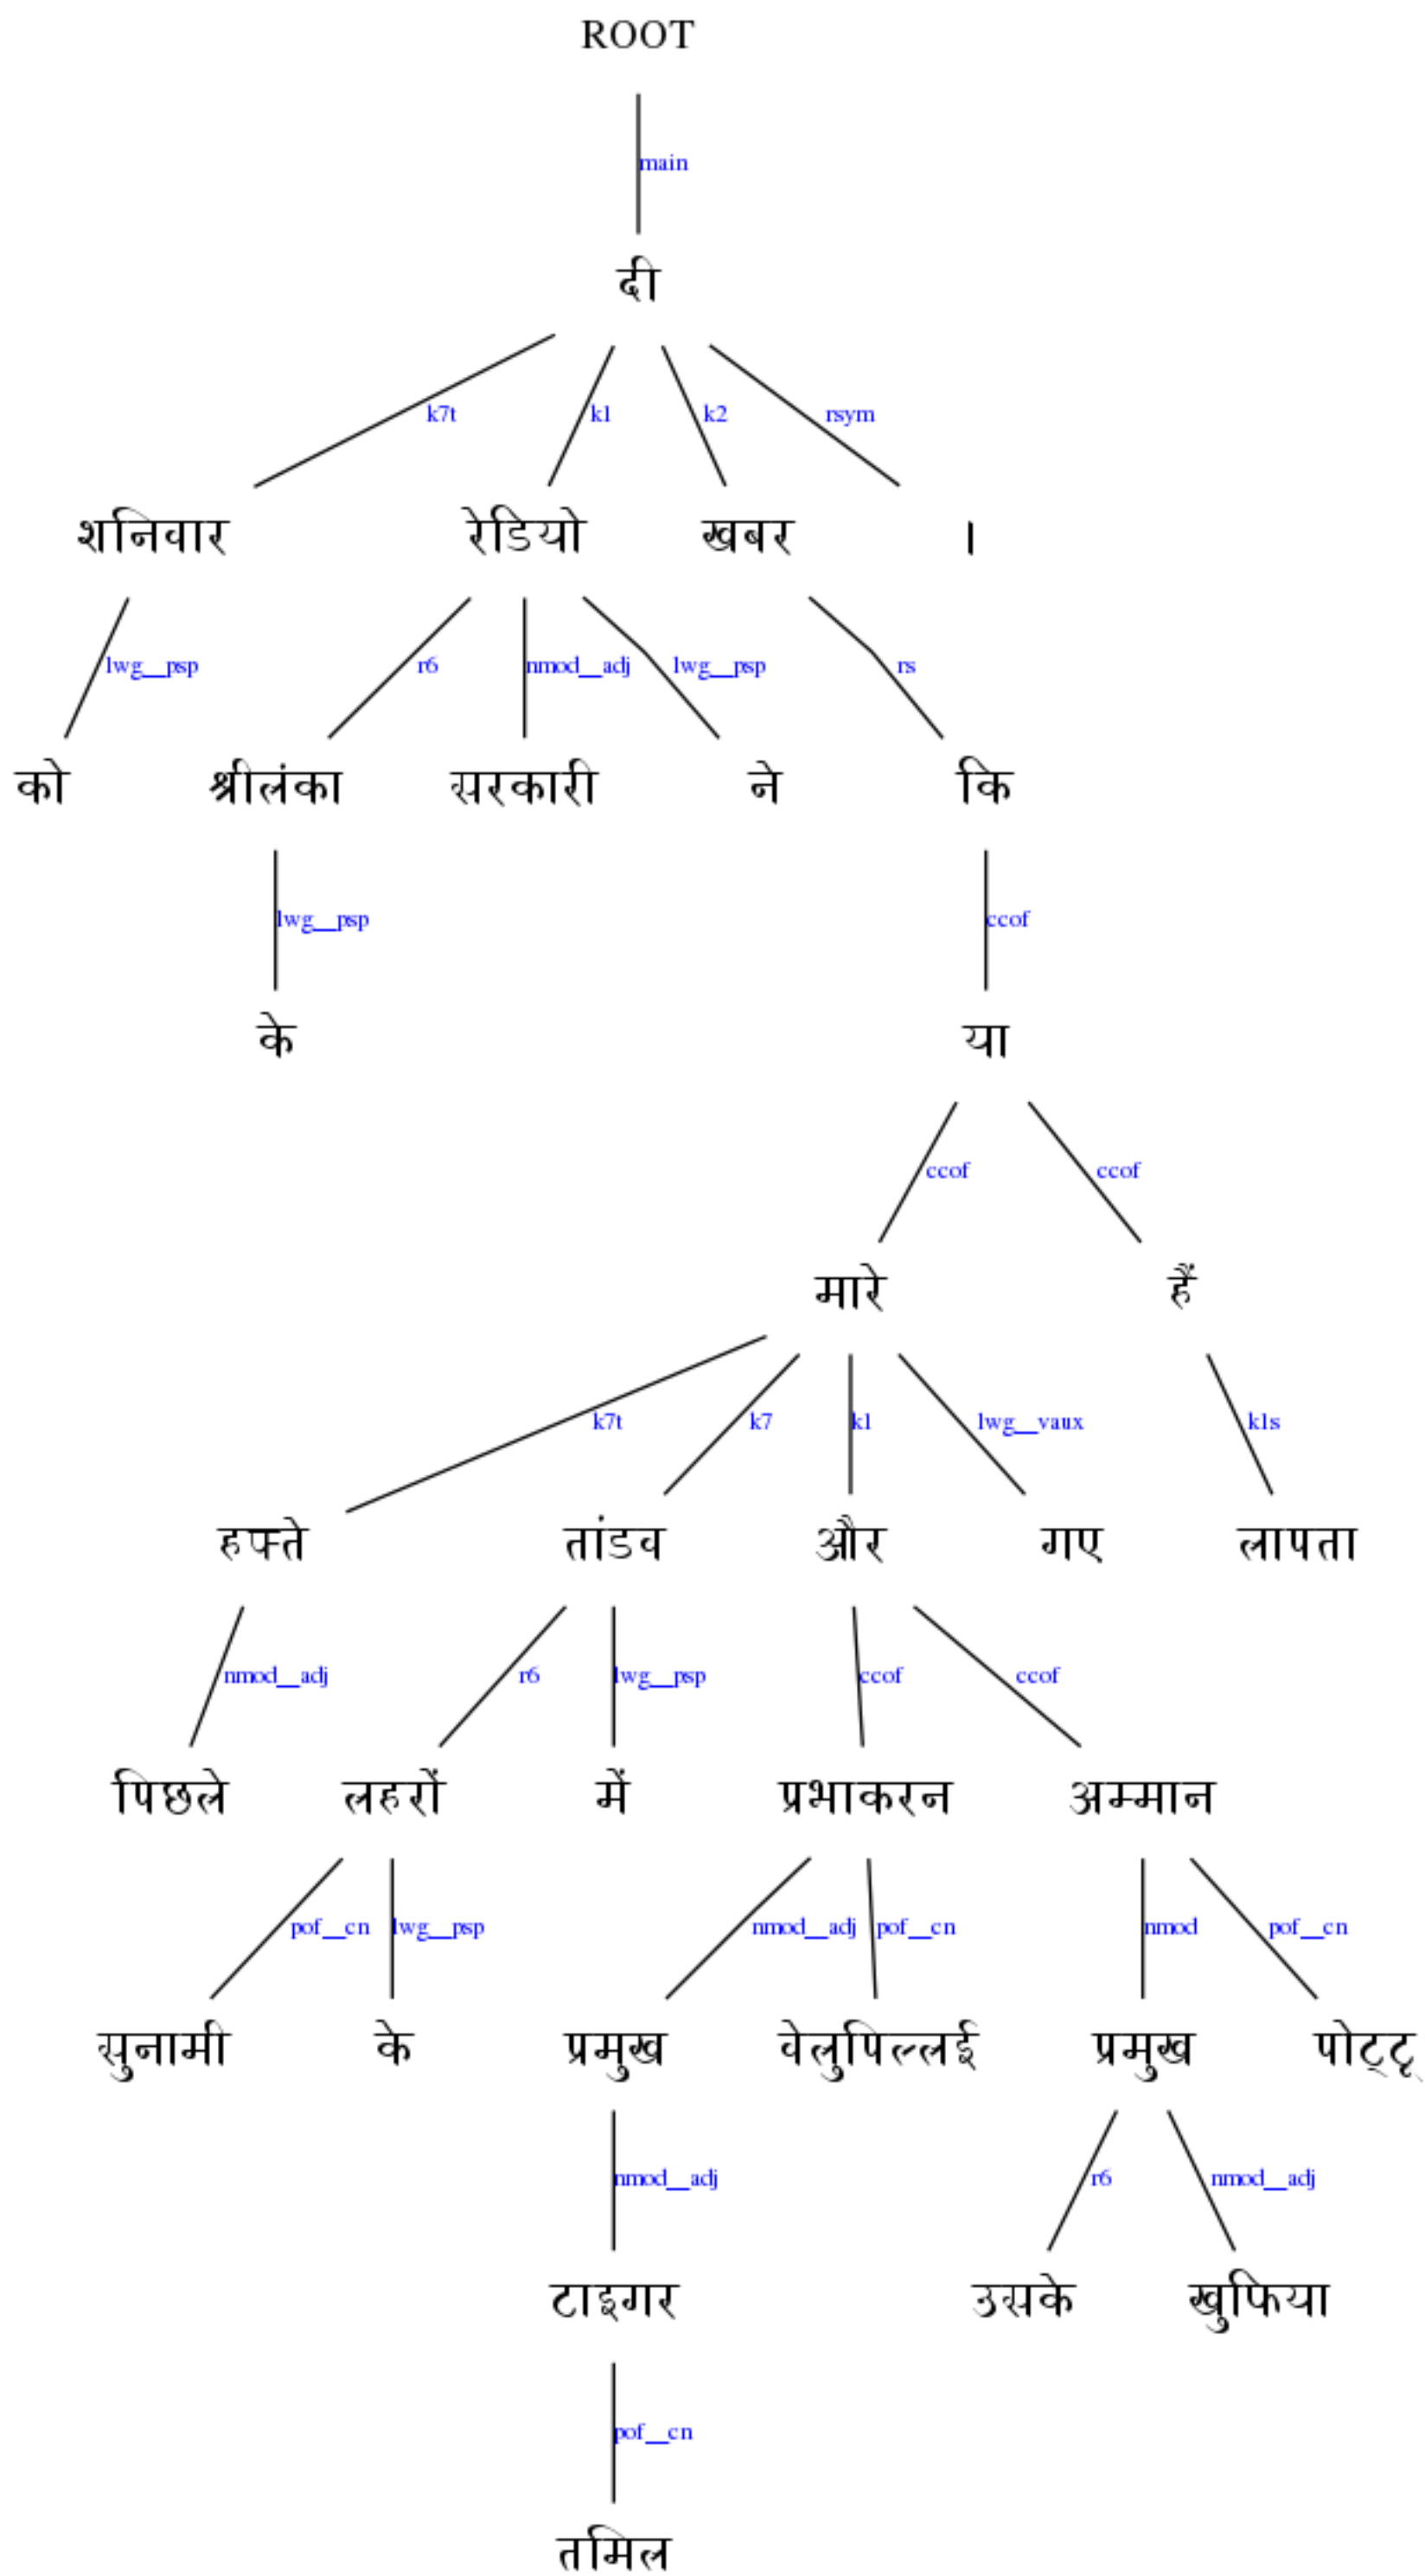 ROOT
main
दी
k7t k1 k2 rsym
शनिवार रेडियो खबर ।
lwg__psp r6 nmod__adj lwg__psp rs
को श्रीलंका सरकारी ने कि
lwg__psp ccof
के या
ccof ccof
मारे हैं
k7t k7 k1 lwg__vaux k1s
हफ्ते तांडव और गए लापता
nmod__adj r6 lwg__psp ccof ccof
पिछले लहरों में प्रभाकरन अम्मान
pof__cn lwg__psp nmod__adj pof__cn nmod pof__cn
सुनामी के प्रमुख वेलुपिल्लई प्रमुख पोट्टू
nmod__adj r6 nmod__adj
टाइगर उसके खुफिया
pof__cn
तमिल